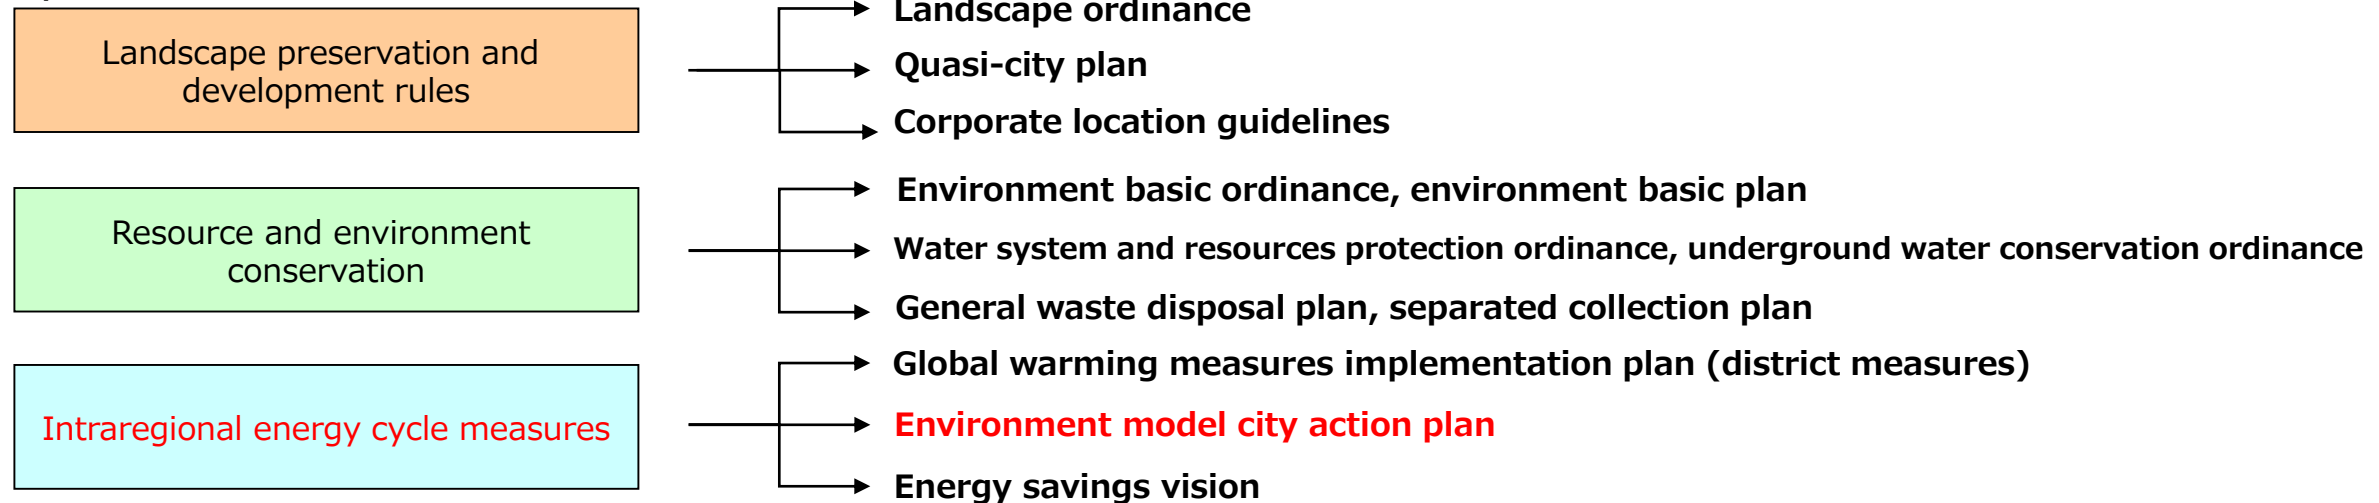 Landscape ordinance
Landscape preservation and
development rules
Quasi-city plan
Corporate location guidelines
Environment basic ordinance, environment basic plan
Resource and environment
conservation
Water system and resources protection ordinance, underground water conservation ordinance
General waste disposal plan, separated collection plan
Global warming measures implementation plan (district measures)
Intraregional energy cycle measures
Environment model city action plan
Energy savings vision